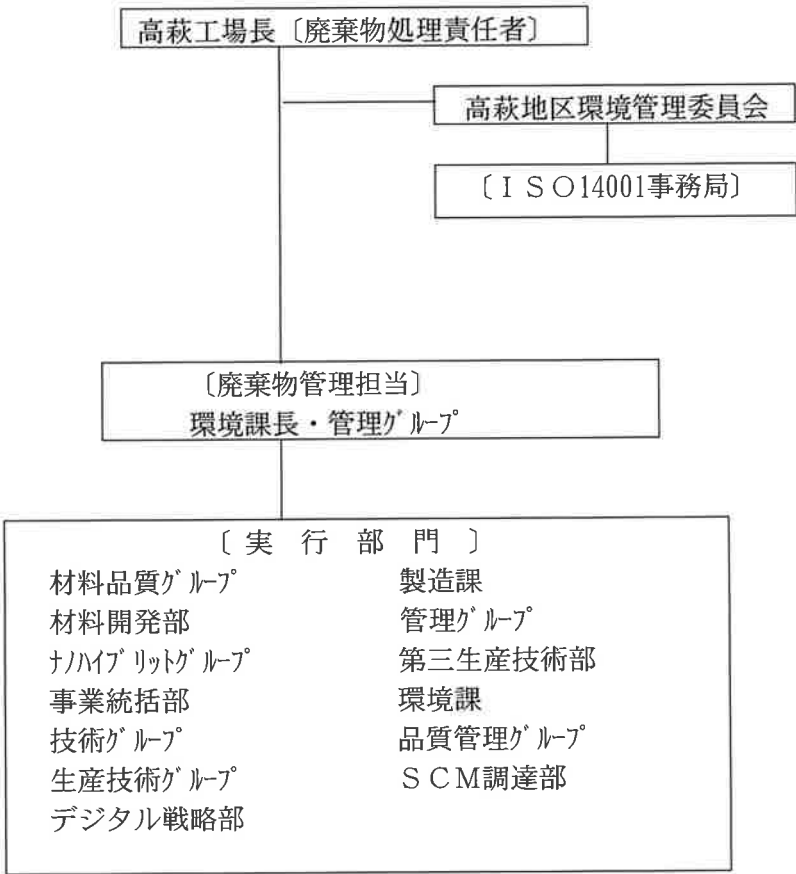 高萩工場長〔廃棄物処理責任者〕
高萩地区環境管理委員会
〔ＩＳＯ14001事務局〕
〔廃棄物管理担当〕
環境課長・管理ｸﾞﾙｰﾌﾟ
〔 実　行　部　門 〕
材料品質ｸﾞﾙｰﾌﾟ　製造課
材料開発部　管理ｸﾞﾙｰﾌﾟ
ﾅﾉﾊｲﾌﾞﾘｯﾄｸﾞﾙｰﾌﾟ　第三生産技術部
事業統括部　環境課
技術ｸﾞﾙｰﾌﾟ　品質管理ｸﾞﾙｰﾌﾟ
生産技術ｸﾞﾙｰﾌﾟ　ＳＣＭ調達部
デジタル戦略部